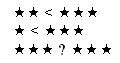 ★ ★ < ★ ★ ★
★ < ★ ★ ★
★ ★ ★ ? ★ ★ ★